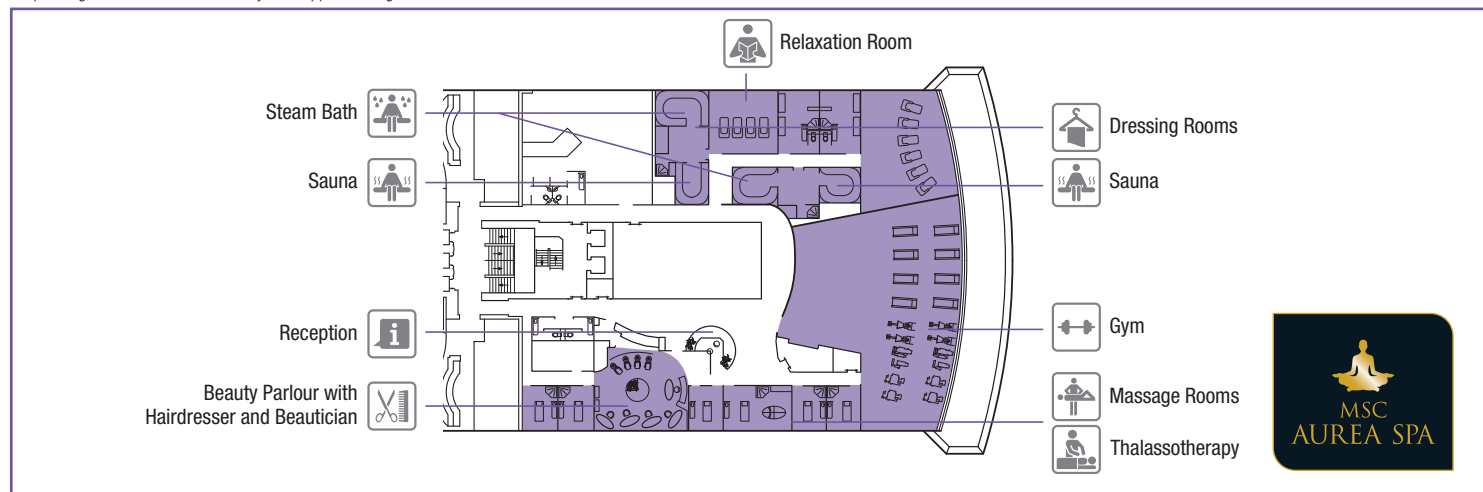 Relaxation Room
Steam Bath
Dressing Rooms
Sauna
Sauna
Reception
Gym
Beauty Parlour with
Hairdresser and Beautician
Massage Rooms
Thalassotherapy
MSC
AUREA SPA